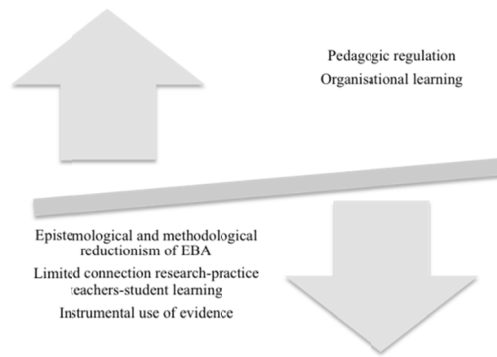 Pedagogic regulation
Organisational learning
Epistemological and methodological
reductionism of EBA
Limited connection research-practice
teachers-student learning
Instrumental use of evidence